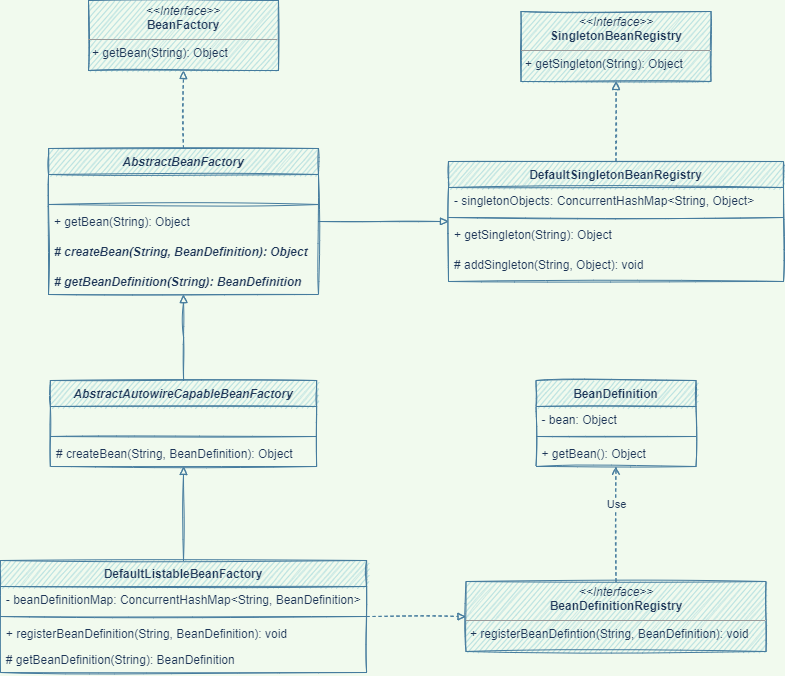 <<Interface>>
BeanFactory
+ getBean(String): Object
<<Interface>>
SingletonBeanRegistry
+ getSingleton(String): Object
AbstractBeanFactory
+ getBean(String): Object
# createBean(String, BeanDefinition): Object
# getBeanDefinition(String): BeanDefinition
DefaultSingletonBeanRegistry
- singletonObjects: ConcurrentHashMap<String, Object>
+ getSingleton(String): Object
# addSingleton(String, Object): void
AbstractAutowireCapableBeanFactory
# createBean(String, BeanDefinition): Object
BeanDefinition
- bean: Object
+ getBean(): Object
Use
DefaultListableBeanFactory
- beanDefinitionMap: ConcurrentHashMap<String, BeanDefinition>
+ registerBeanDefinition(String, BeanDefinition): void
# getBeanDefinition(String): BeanDefinition
<<Interface>>
BeanDefinitionRegistry
+ registerBeanDefintion(String, BeanDefinition): void